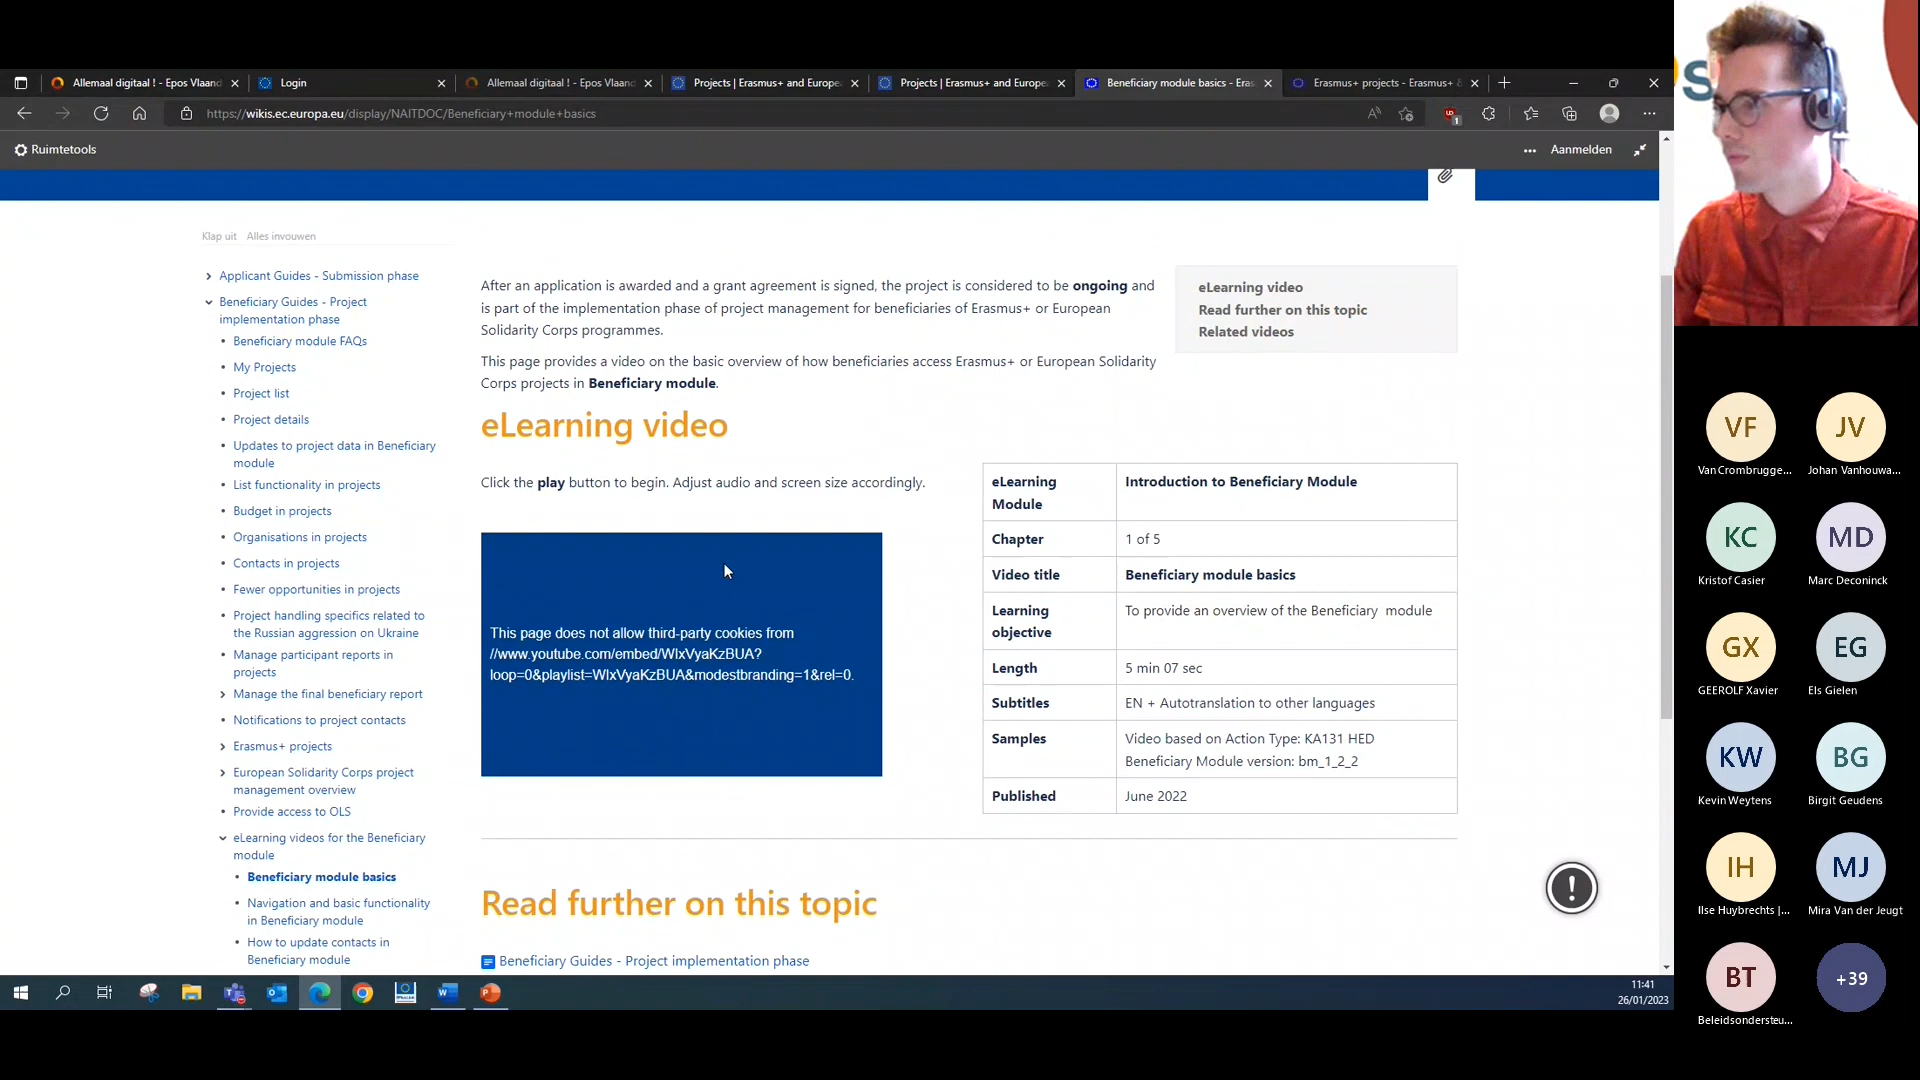 Allemaal digitaal ! - Epos Vlaand
Login
Allemaal digitaal ! - Epos Vlaand
Projects | Erasmus+ and Europe
Projects | Erasmus+ and Europe
Beneficiary module basics - Eras
Erasmus+ projects - Erasmus+ &
https://wikis.ec.europa.eu/display/NAITDOC/Beneficiary+module+basics
1
Ruimtetools
Aanmelden
Klap uit Alles invouwen
Applicant Guides - Submission phase
Beneficiary Guides - Project
implementation phase
Beneficiary module FAQs
My Projects
Project list
Project details
Updates to project data in Beneficiary
module
List functionality in projects
Budget in projects
Organisations in projects
Contacts in projects
Fewer opportunities in projects
Project handling specifics related to
the Russian aggression on Ukraine
Manage participant reports in
projects
Manage the final beneficiary report
Notifications to project contacts
Erasmus+ projects
European Solidarity Corps project
management overview
Provide access to OLS
eLearning videos for the Beneficiary
module
Beneficiary module basics
Navigation and basic functionality
in Beneficiary module
How to update contacts in
Beneficiary module
After an application is awarded and a grant agreement is signed, the project is considered to be ongoing and
is part of the implementation phase of project management for beneficiaries of Erasmus+ or European
Solidarity Corps programmes.
This page provides a video on the basic overview of how beneficiaries access Erasmus+ or European Solidarity
Corps projects in Beneficiary module.
eLearning video
Read further on this topic
Related videos
eLearning video
Click the play button to begin. Adjust audio and screen size accordingly.
This page does not allow third-party cookies from
//www.youtube.com/embed/WlxVyaKzBUA?
loop=0&playlist=WlxVyaKzBUA&modestbranding=1&rel=0.
eLearning
Module
Introduction to Beneficiary Module
Chapter
1 of 5
Video title
Beneficiary module basics
Learning
objective
To provide an overview of the Beneficiary module
Length
5 min 07 sec
Subtitles
EN + Autotranslation to other languages
Samples
Video based on Action Type: KA131 HED
Beneficiary Module version: bm_1_2_2
Published
June 2022
Read further on this topic
Beneficiary Guides - Project implementation phase
11:41
26/01/2023
VF
Van Crombrugge...
JV
Johan Vanhouwa...
KC
Kristof Casier
MD
Marc Deconinck
GX
GEEROLF Xavier
EG
Els Gielen
KW
Kevin Weytens
BG
Birgit Geudens
IH
Ilse Huybrechts |...
MJ
Mira Van der Jeugt
BT
Beleidsondersteu...
+39